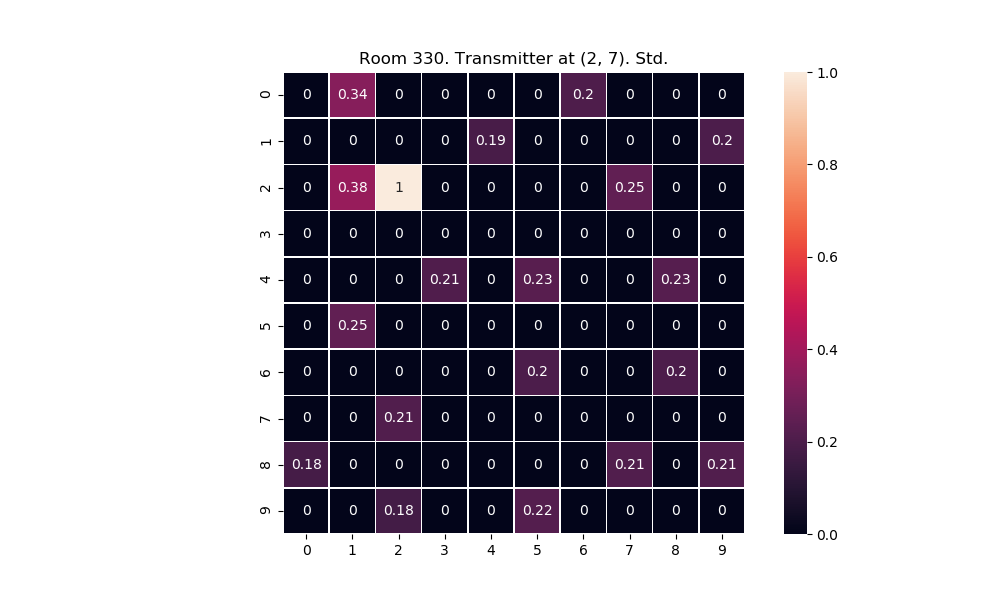 Room 330. Transmitter at (2, 7). Std.
0 0 0.34 0 0 0 0 0.2 0 0 0
1 0 0 0 0 0.19 0 0 0 0 0.2
2 0 0.38 1 0 0 0 0 0.25 0 0
3 0 0 0 0 0 0 0 0 0 0
4 0 0 0 0.21 0 0.23 0 0 0.23 0
5 0 0.25 0 0 0 0 0 0 0 0
6 0 0 0 0 0 0.2 0 0 0.2 0
7 0 0 0.21 0 0 0 0 0 0 0
8 0.18 0 0 0 0 0 0 0.21 0 0.21
9 0 0 0.18 0 0 0.22 0 0 0 0
0 1 2 3 4 5 6 7 8 9
1.0
0.8
0.6
0.4
0.2
0.0